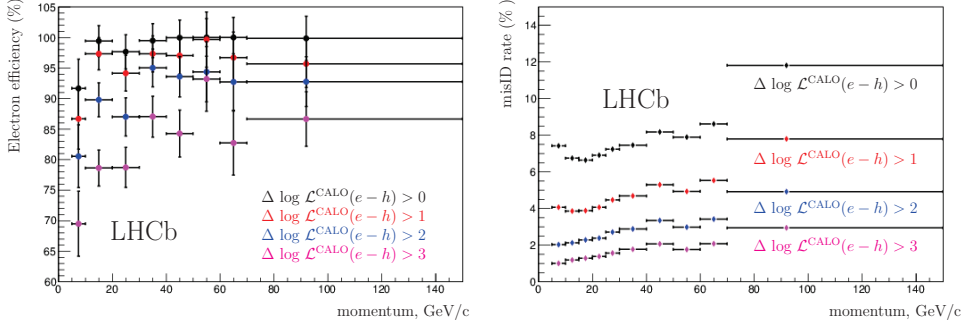 Electron efficiency (%)
105
100
95
90
85
80
75
70
65
60
LHCb
Δ log ℒ^CALO(e − h) > 0
Δ log ℒ^CALO(e − h) > 1
Δ log ℒ^CALO(e − h) > 2
Δ log ℒ^CALO(e − h) > 3
0 20 40 60 80 100 120 140
momentum, GeV/c
misID rate (%)
14
12
10
8
6
4
2
0
LHCb
Δ log ℒ^CALO(e − h) > 0
Δ log ℒ^CALO(e − h) > 1
Δ log ℒ^CALO(e − h) > 2
Δ log ℒ^CALO(e − h) > 3
0 20 40 60 80 100 120 140
momentum, GeV/c